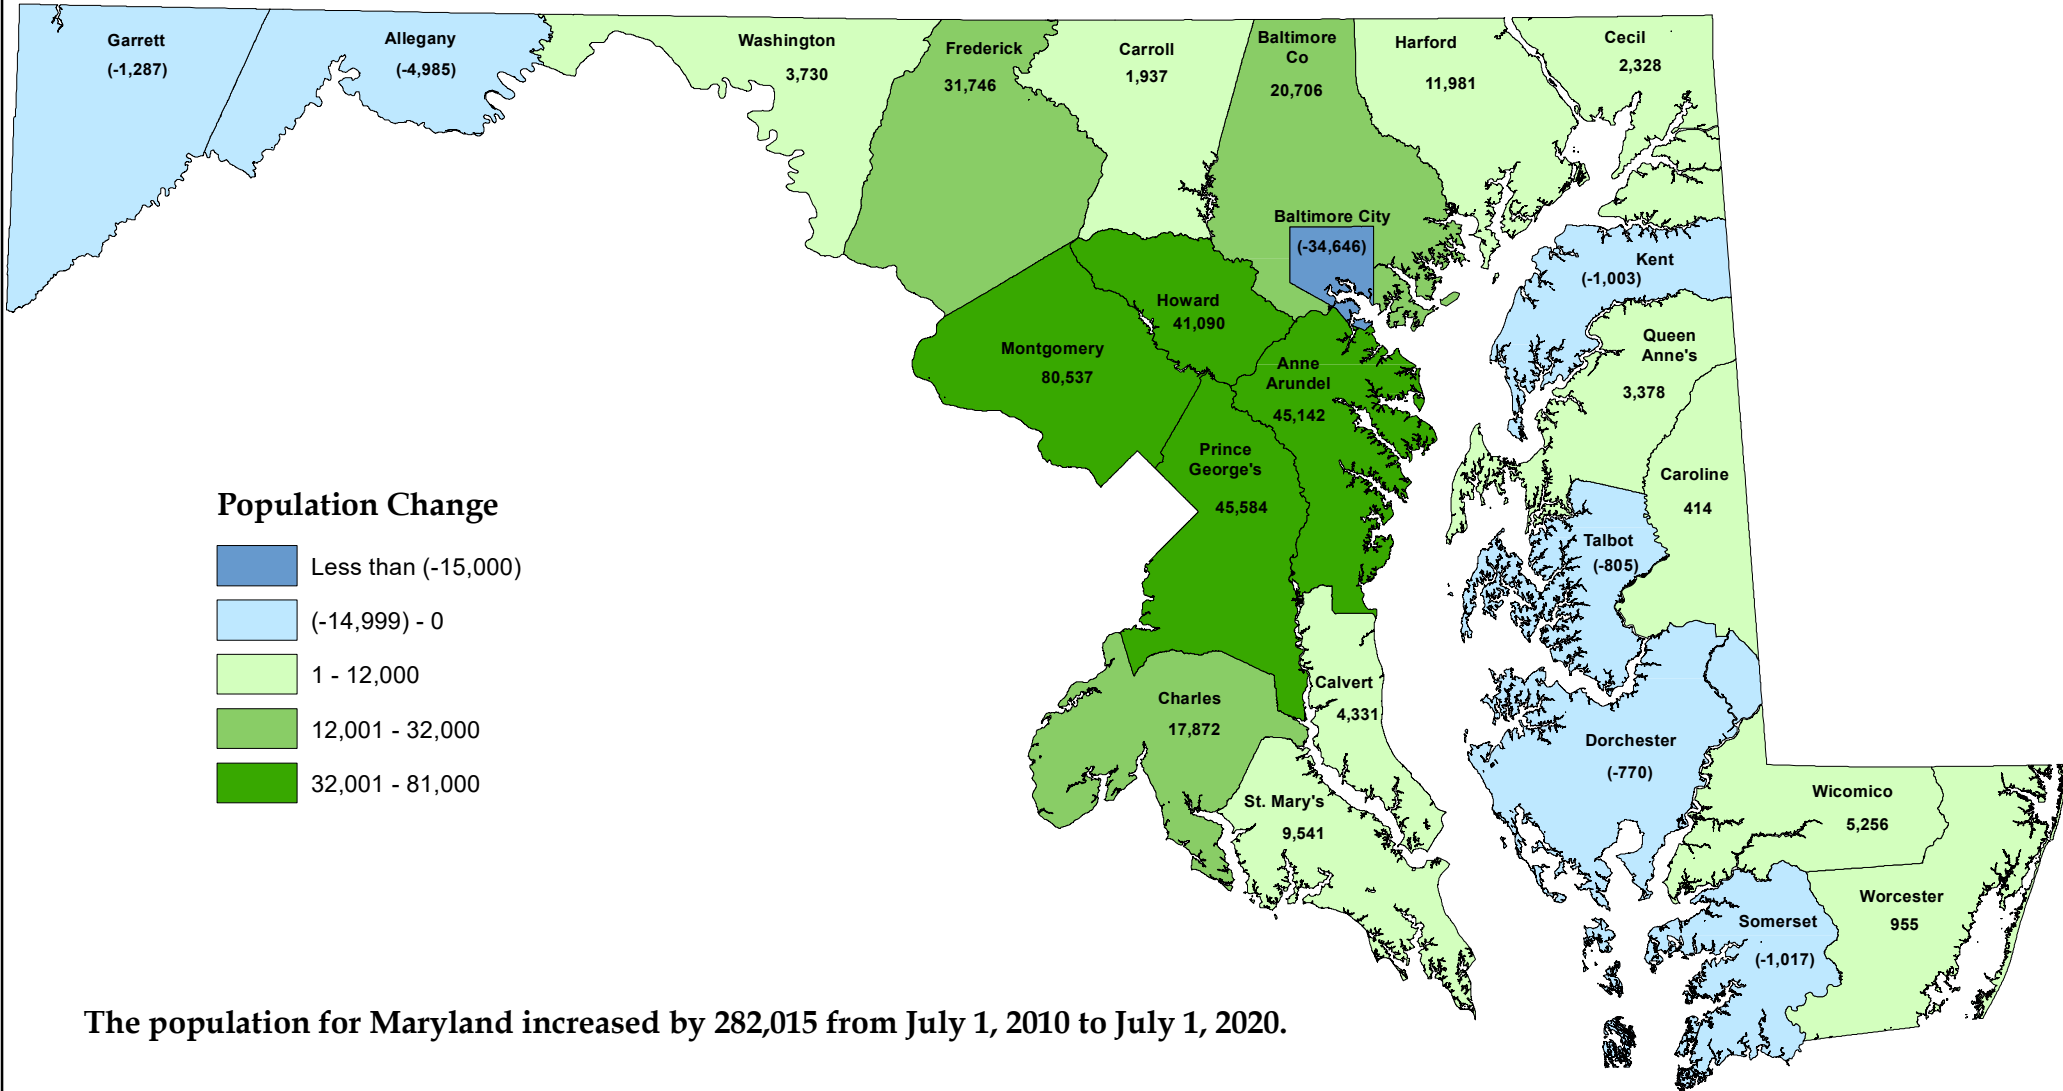 Garrett
(-1,287)
Allegany
(-4,985)
Washington
3,730
Frederick
31,746
Carroll
1,937
Baltimore
Co
20,706
Harford
11,981
Cecil
2,328
Baltimore City
(-34,646)
Kent
(-1,003)
Howard
41,090
Montgomery
80,537
Anne
Arundel
45,142
Queen
Anne's
3,378
Prince
George's
45,584
Caroline
414
Talbot
(-805)
Population Change
Less than (-15,000)
(-14,999) - 0
1 - 12,000
12,001 - 32,000
32,001 - 81,000
Charles
17,872
Calvert
4,331
Dorchester
(-770)
St. Mary's
9,541
Wicomico
5,256
Worcester
955
Somerset
(-1,017)
The population for Maryland increased by 282,015 from July 1, 2010 to July 1, 2020.